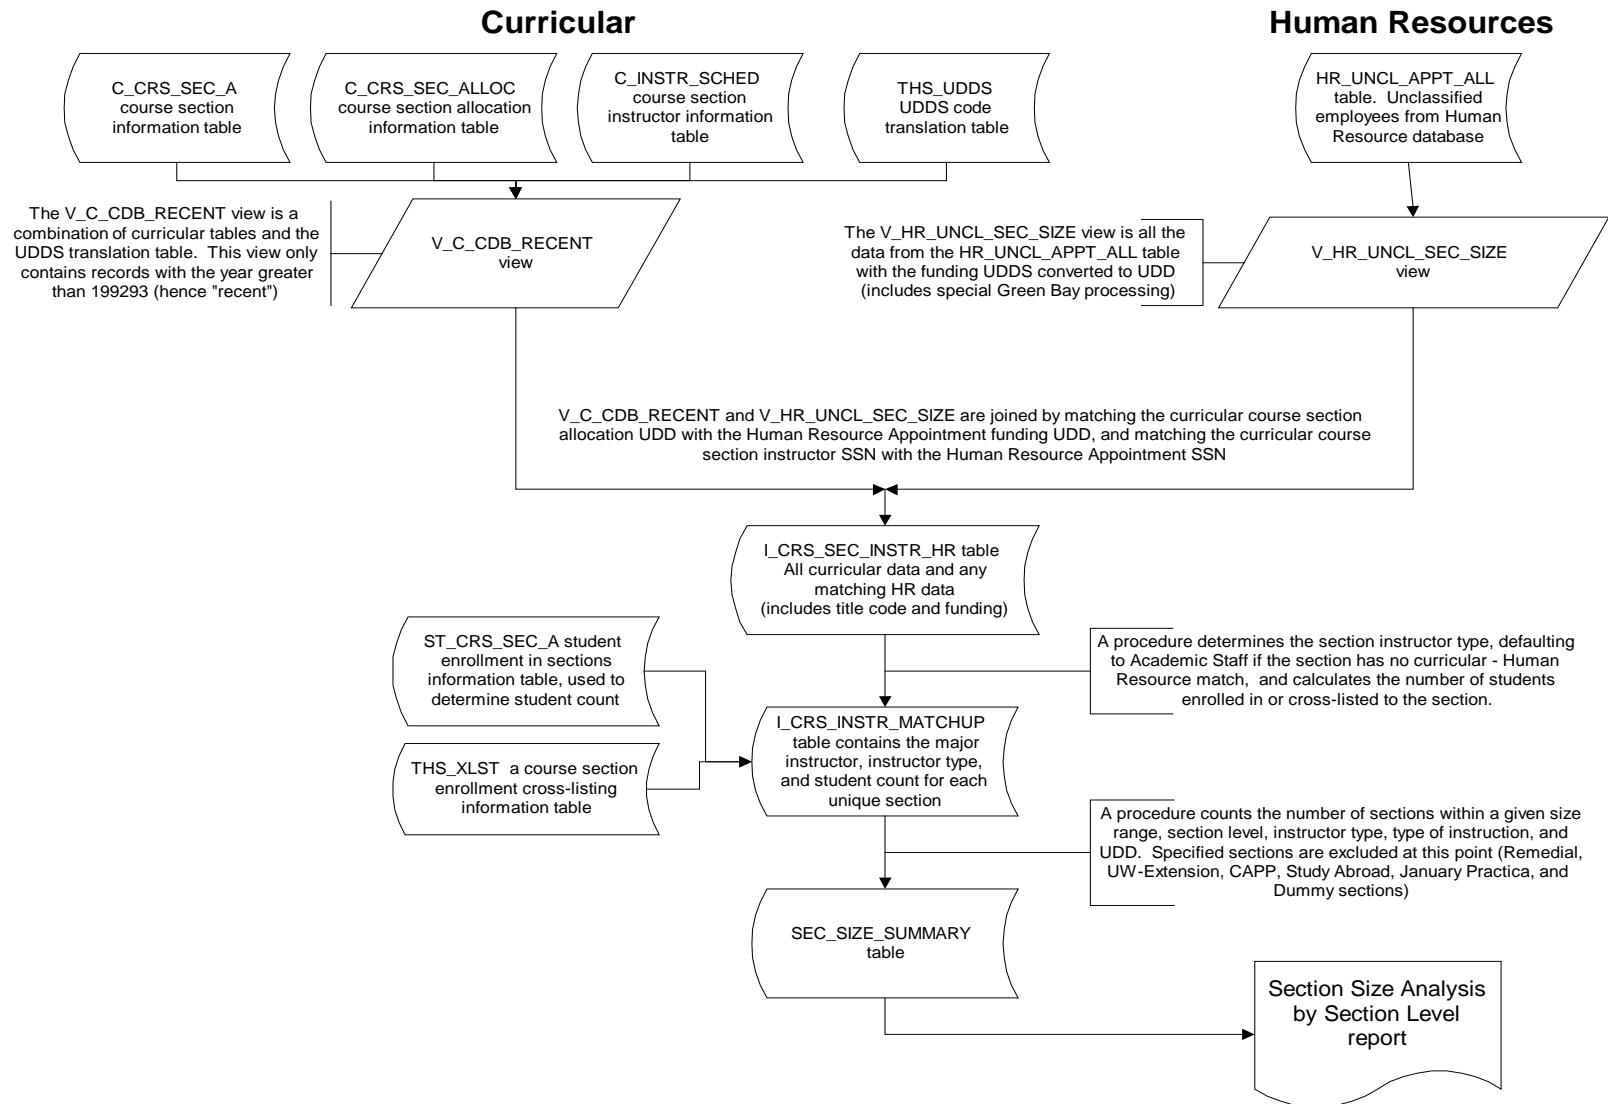 Curricular
Human Resources
C_CRS_SEC_A
course section
information table
C_CRS_SEC_ALLOC
course section allocation
information table
C_INSTR_SCHED
course section
instructor information
table
THS_UDDS
UDDS code
translation table
HR_UNCL_APPT_ALL
table.  Unclassified
employees from Human
Resource database
The V_C_CDB_RECENT view is a
combination of curricular tables and the
UDDS translation table.  This view only
contains records with the year greater
than 199293 (hence "recent")
V_C_CDB_RECENT
view
The V_HR_UNCL_SEC_SIZE view is all the
data from the HR_UNCL_APPT_ALL table
with the funding UDDS converted to UDD
(includes special Green Bay processing)
V_HR_UNCL_SEC_SIZE
view
V_C_CDB_RECENT and V_HR_UNCL_SEC_SIZE are joined by matching the curricular course section
allocation UDD with the Human Resource Appointment funding UDD, and matching the curricular course
section instructor SSN with the Human Resource Appointment SSN
I_CRS_SEC_INSTR_HR table
All curricular data and any
matching HR data
(includes title code and funding)
ST_CRS_SEC_A student
enrollment in sections
information table, used to
determine student count
A procedure determines the section instructor type, defaulting
to Academic Staff if the section has no curricular - Human
Resource match,  and calculates the number of students
enrolled in or cross-listed to the section.
I_CRS_INSTR_MATCHUP
table contains the major
instructor, instructor type,
and student count for each
unique section
THS_XLST  a course section
enrollment cross-listing
information table
A procedure counts the number of sections within a given size
range, section level, instructor type, type of instruction, and
UDD.  Specified sections are excluded at this point (Remedial,
UW-Extension, CAPP, Study Abroad, January Practica, and
Dummy sections)
SEC_SIZE_SUMMARY
table
Section Size Analysis
by Section Level
report